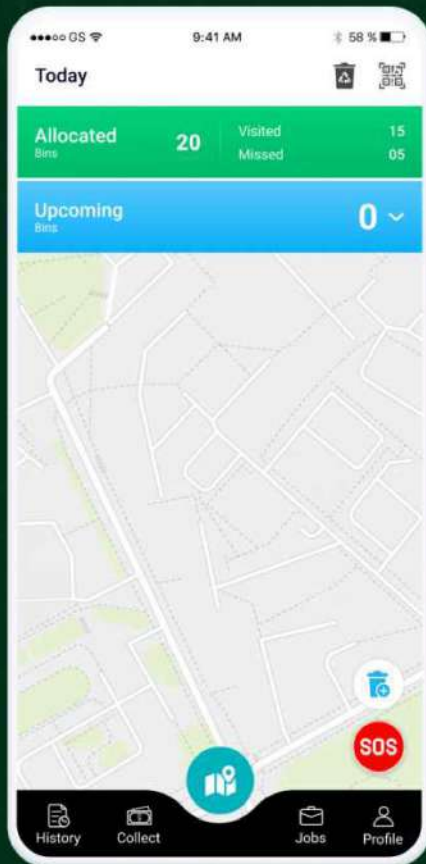 GS 9:41 AM 58 %
Today
Allocated
Bins
20
Visited 15
Missed 05
Upcoming
Bins
0
SOS
History Collect Jobs Profile